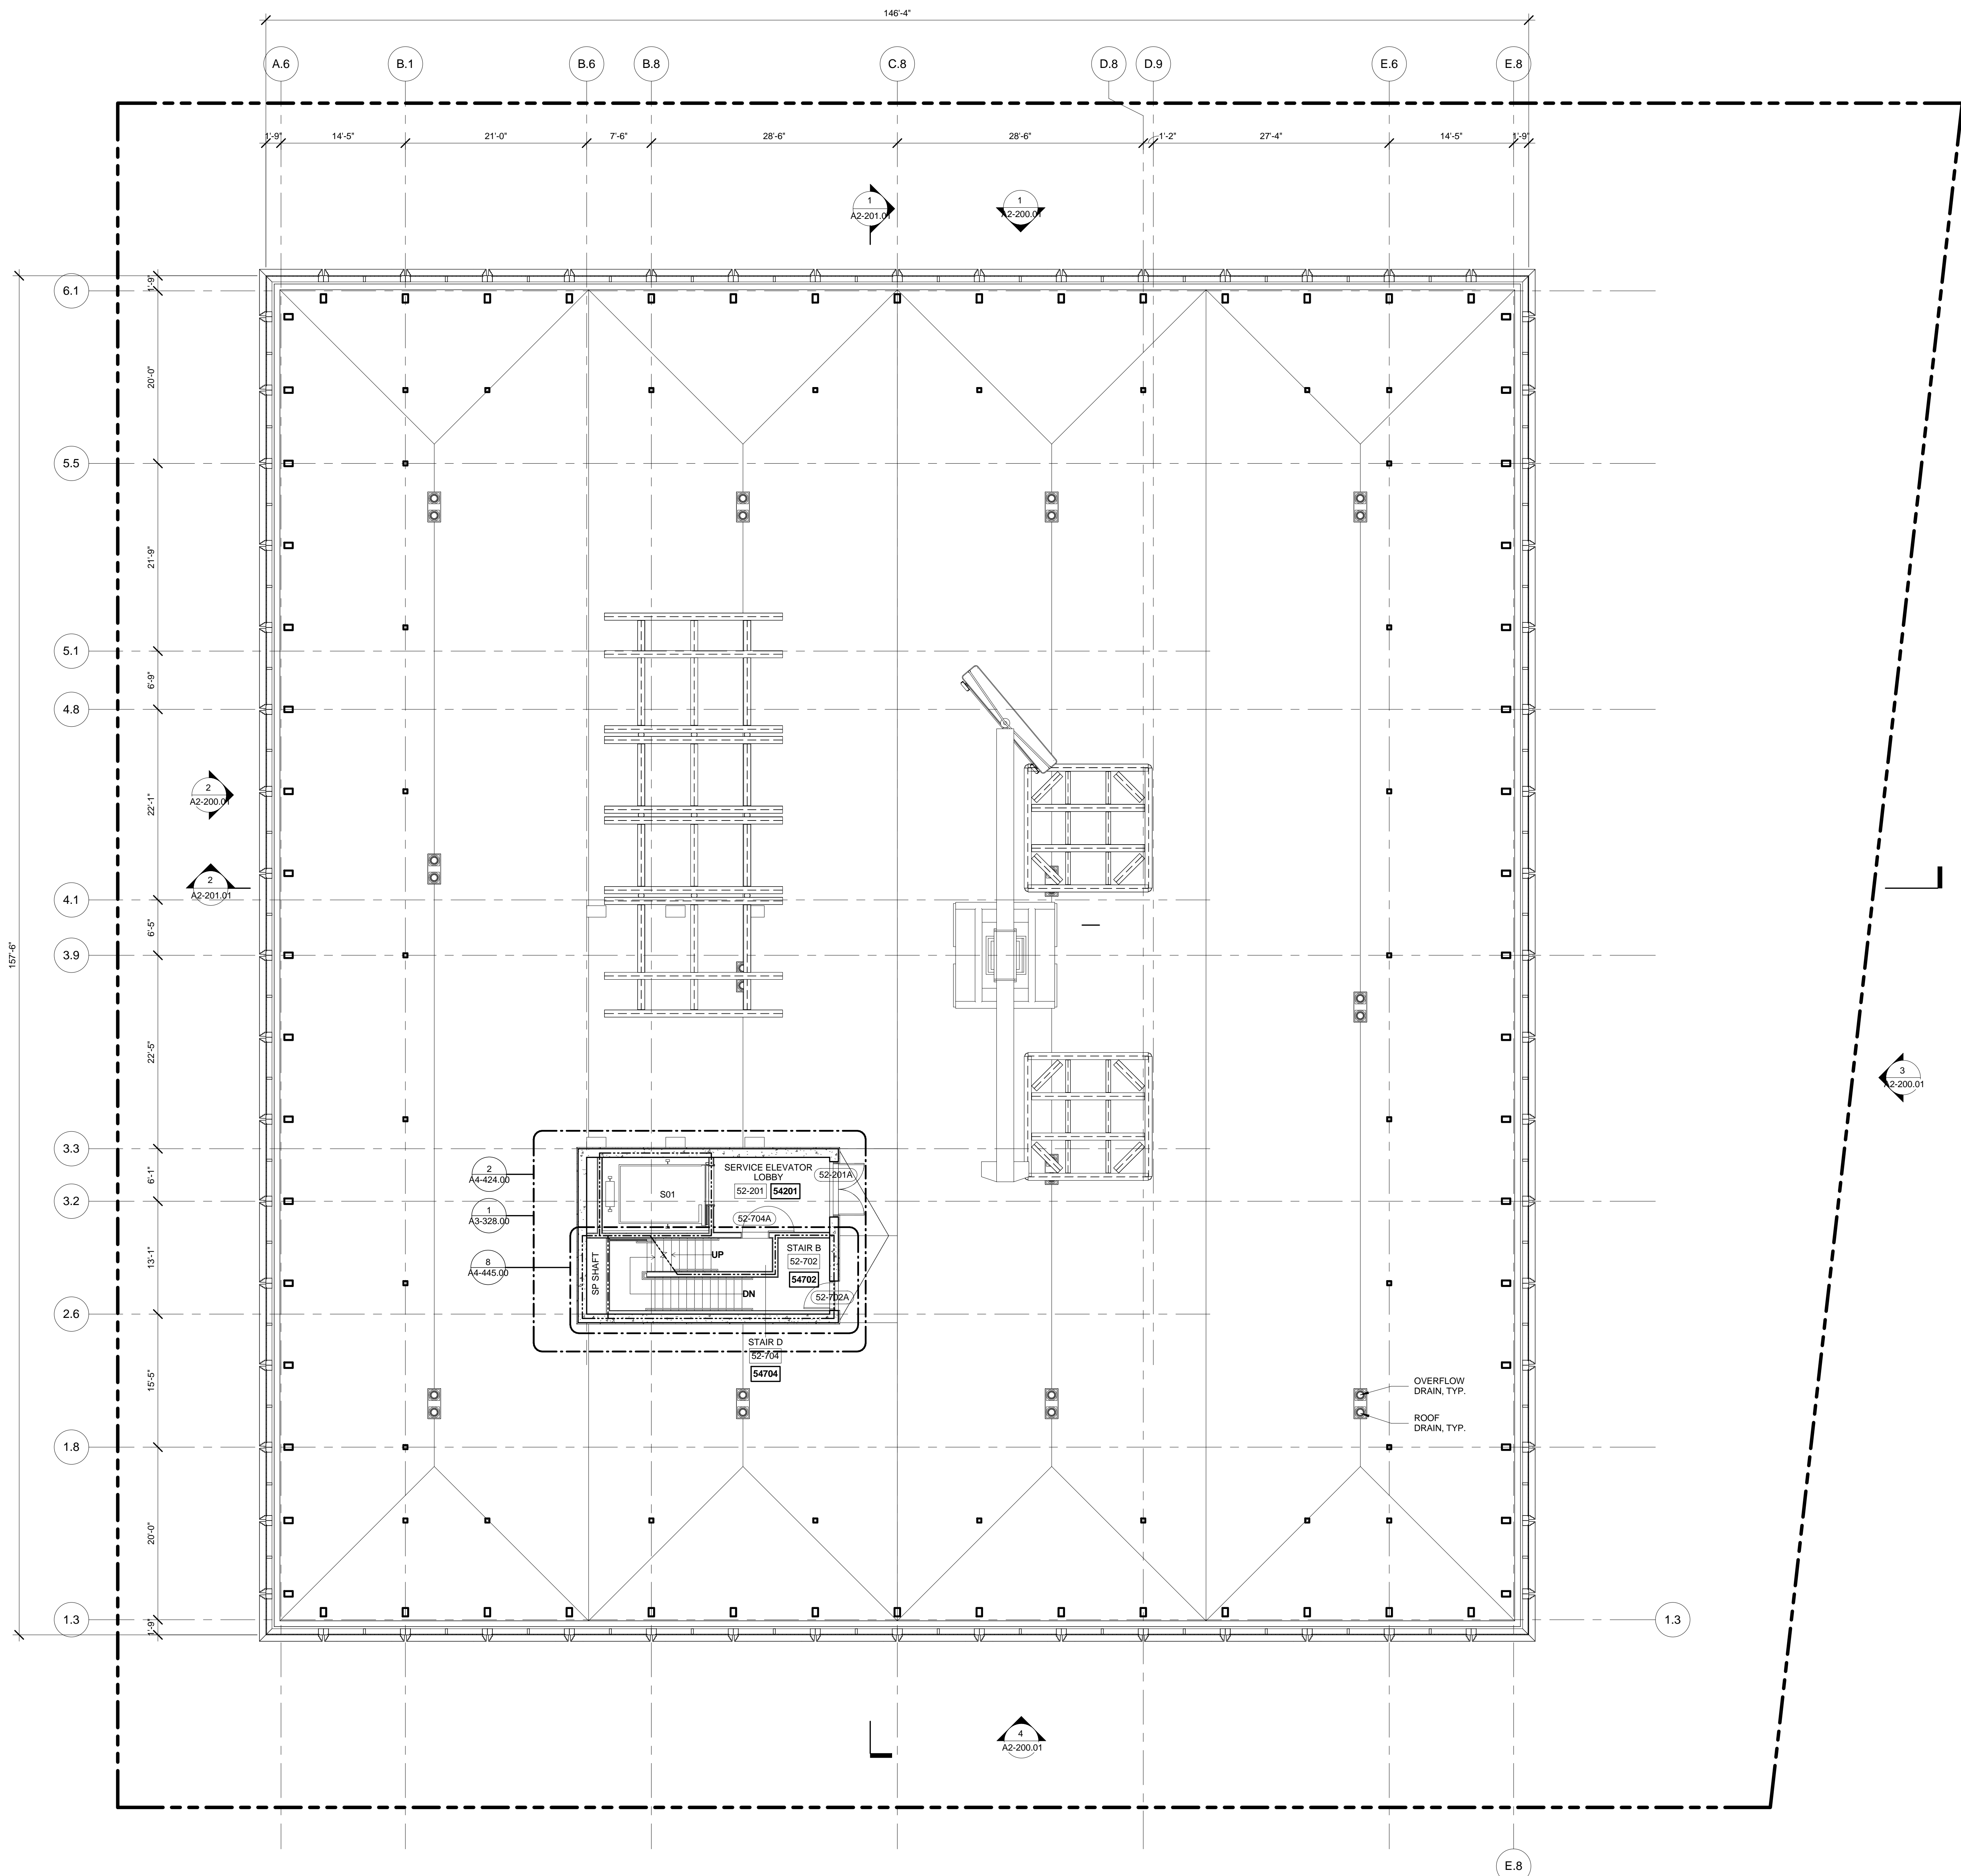 146'-4"
A.6
B.1
B.6
B.8
C.8
D.8
D.9
E.6
E.8
1'-9"
14'-5"
21'-0"
7'-6"
28'-6"
28'-6"
1'-2"
27'-4"
14'-5"
1'-9"
1
A2-201.01
1
A2-200.01
6.1
1'-9"
20'-0"
5.5
21'-9"
5.1
6'-9"
4.8
2
A2-200.01
22'-1"
2
A2-201.01
4.1
6'-5"
3.9
157'-6"
22'-5"
3
A2-200.01
3.3
6'-1"
3.2
13'-1"
2.6
2
A4-424.00
1
A3-328.00
8
A4-445.00
SERVICE ELEVATOR
LOBBY
52-201
54201
52-201A
S01
52-704A
SP SHAFT
UP
STAIR B
52-702
54702
DN
52-702A
STAIR D
52-704
54704
15'-5"
OVERFLOW
DRAIN, TYP.
ROOF
DRAIN, TYP.
1.8
20'-0"
1.3
1'-9"
1.3
4
A2-200.01
E.8